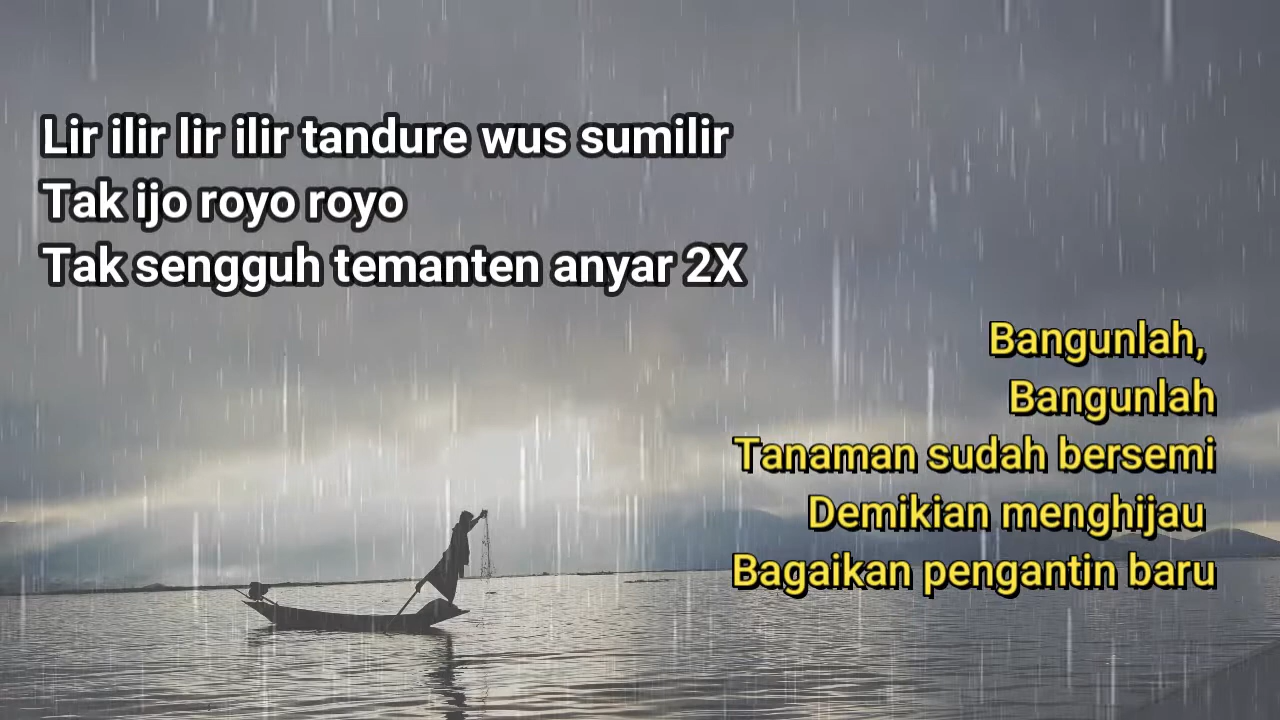 Lir ilir lir ilir tandure wus sumilir
Tak ijo royo royo
Tak sengguh temanten anyar 2X
Bangunlah,
Bangunlah
Tanaman sudah bersemi
Demikian menghijau
Bagaikan pengantin baru